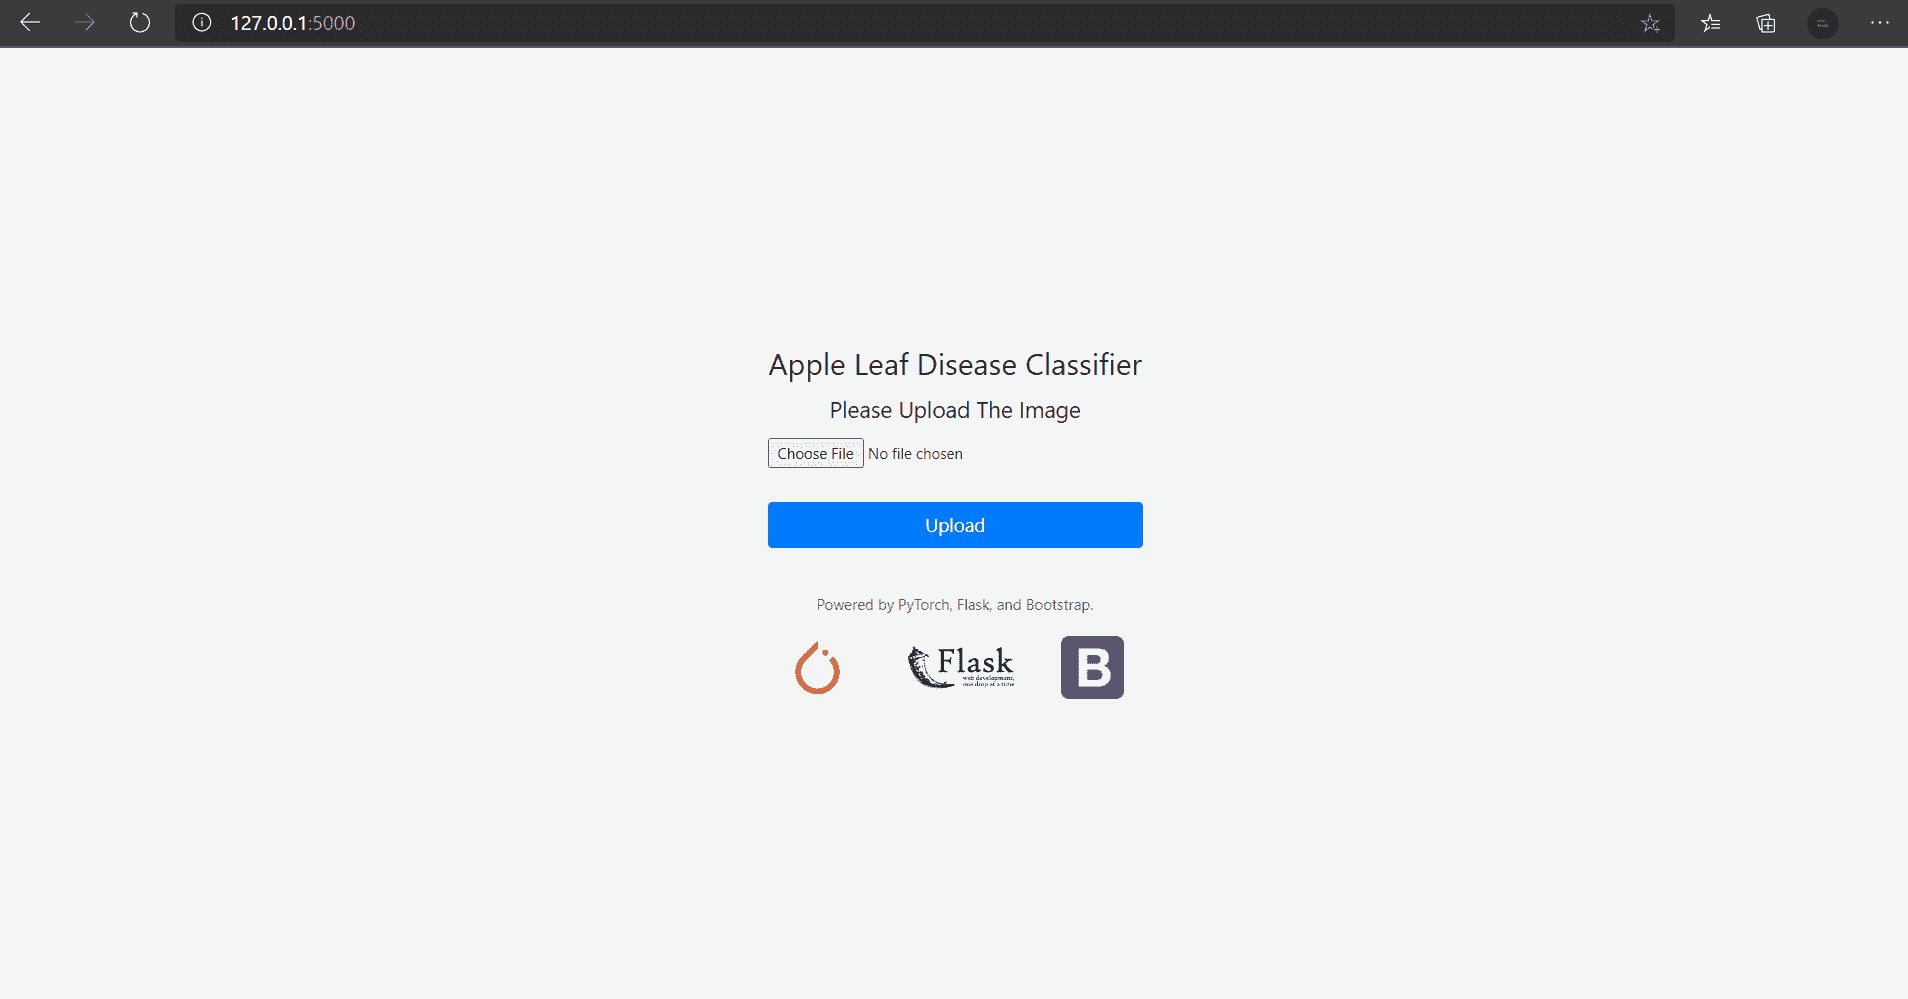 127.0.0.1:5000
Apple Leaf Disease Classifier
Please Upload The Image
Choose File No file chosen
Upload
Powered by PyTorch, Flask, and Bootstrap.
Flask
web development,
one drop at a time
B